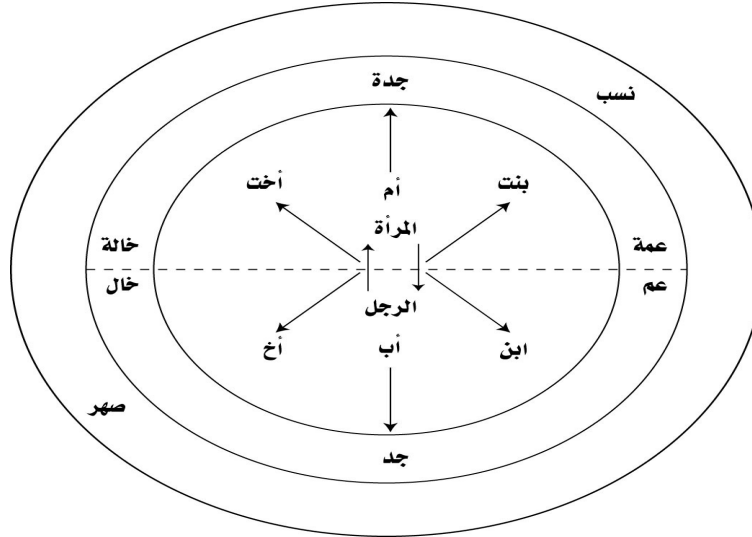 جدة
نسب
بنت
أم
أخت
المرأة
عمة
خالة
عم
خال
الرجل
ابن
أب
أخ
صهر
جد